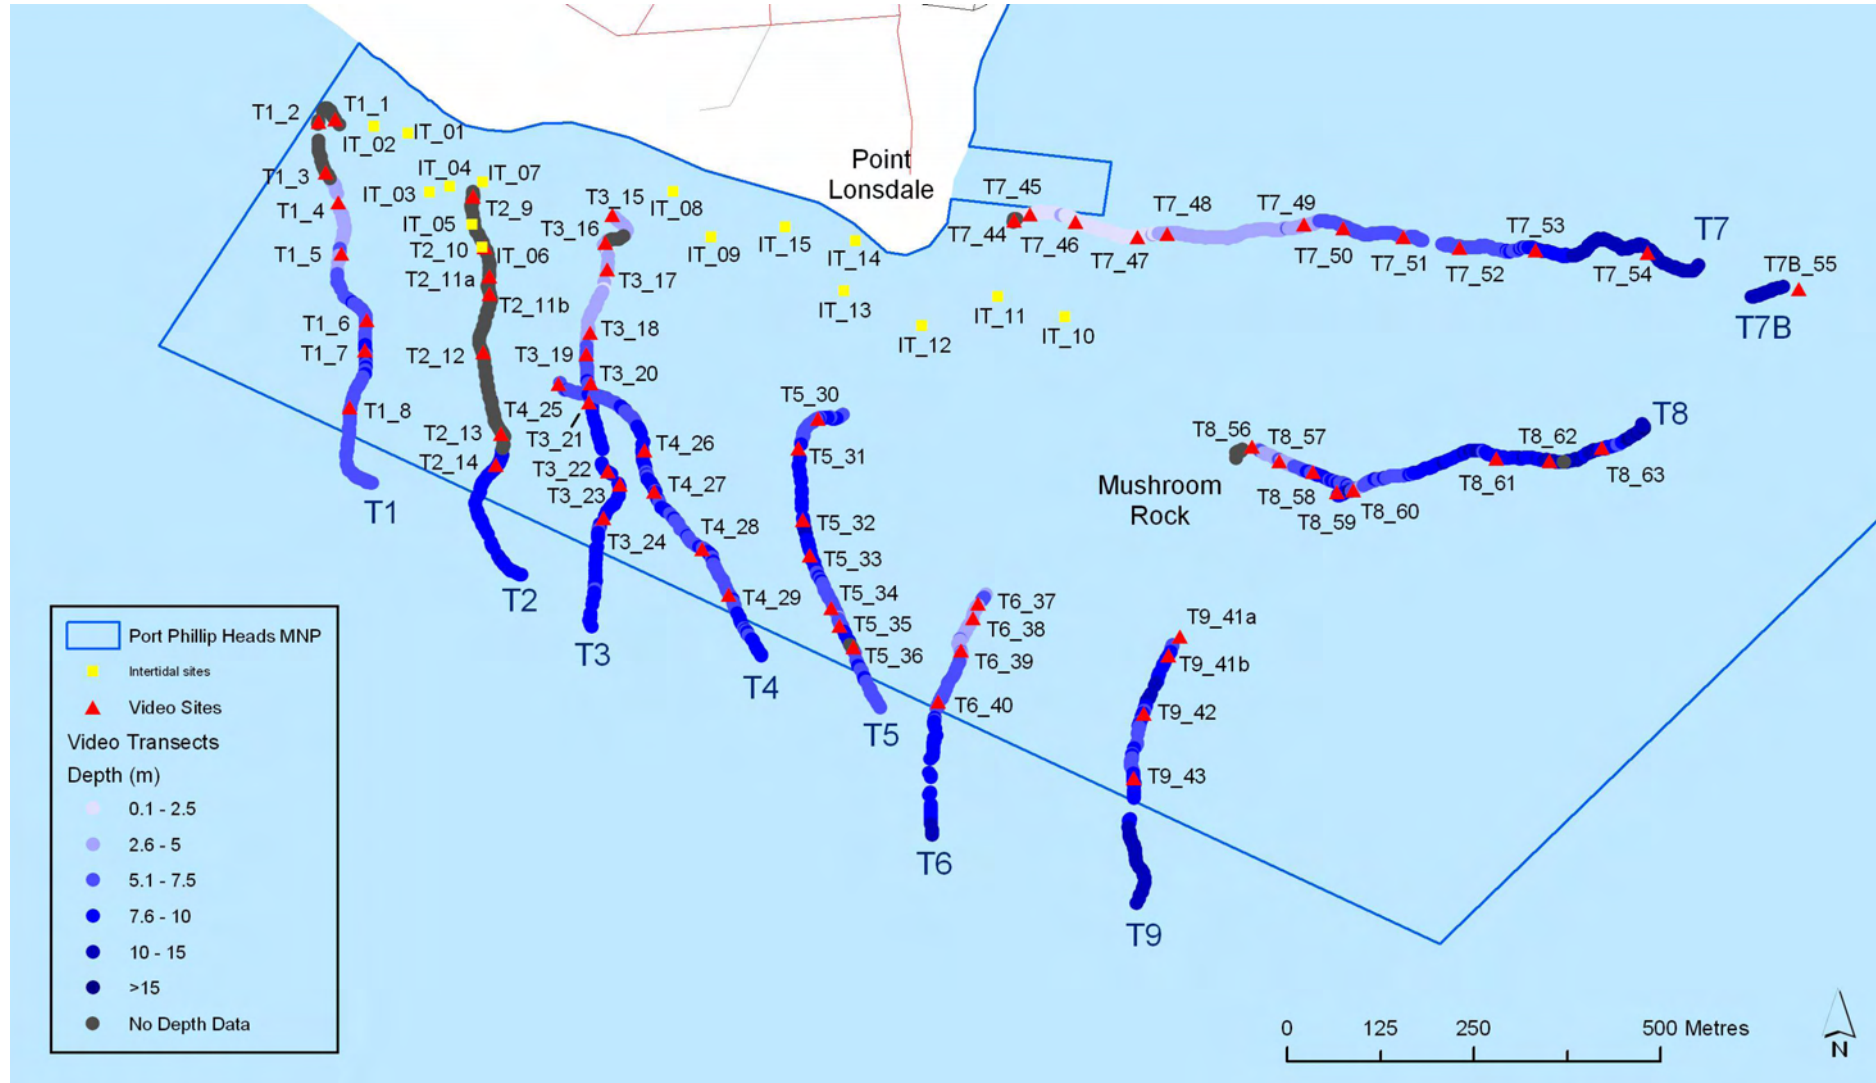 T1_2
T1_1
IT_02
IT_01
T1_3
IT_04
IT_07
IT_03
T2_9
T1_4
IT_05
T1_5
T2_10
IT_06
T2_11a
T2_11b
T1_6
T1_7
T2_12
T1_8
T2_13
T2_14
T1
T2
T3_15
T3_16
T3_17
T3_18
T3_19
T3_20
T4_25
T3_21
T3_22
T3_23
T3_24
T3
T4_26
T4_27
T4_28
T4_29
T4
IT_08
IT_09
IT_15
IT_14
IT_13
IT_12
IT_11
IT_10
Point
Lonsdale
T5_30
T5_31
T5_32
T5_33
T5_34
T5_35
T5_36
T5
T6_37
T6_38
T6_39
T6_40
T6
T7_45
T7_44
T7_46
T7_47
T7_48
T7_49
T7_50
T7_51
T7_52
T7_53
T7_54
T7
T7B_55
T7B
T8_56
T8_57
T8_58
T8_59
T8_60
T8_61
T8_62
T8_63
T8
Mushroom
Rock
T9_41a
T9_41b
T9_42
T9_43
T9
Port Phillip Heads MNP
Intertidal sites
Video Sites
Video Transects
Depth (m)
0.1 - 2.5
2.6 - 5
5.1 - 7.5
7.6 - 10
10 - 15
>15
No Depth Data
0 125 250 500 Metres
N